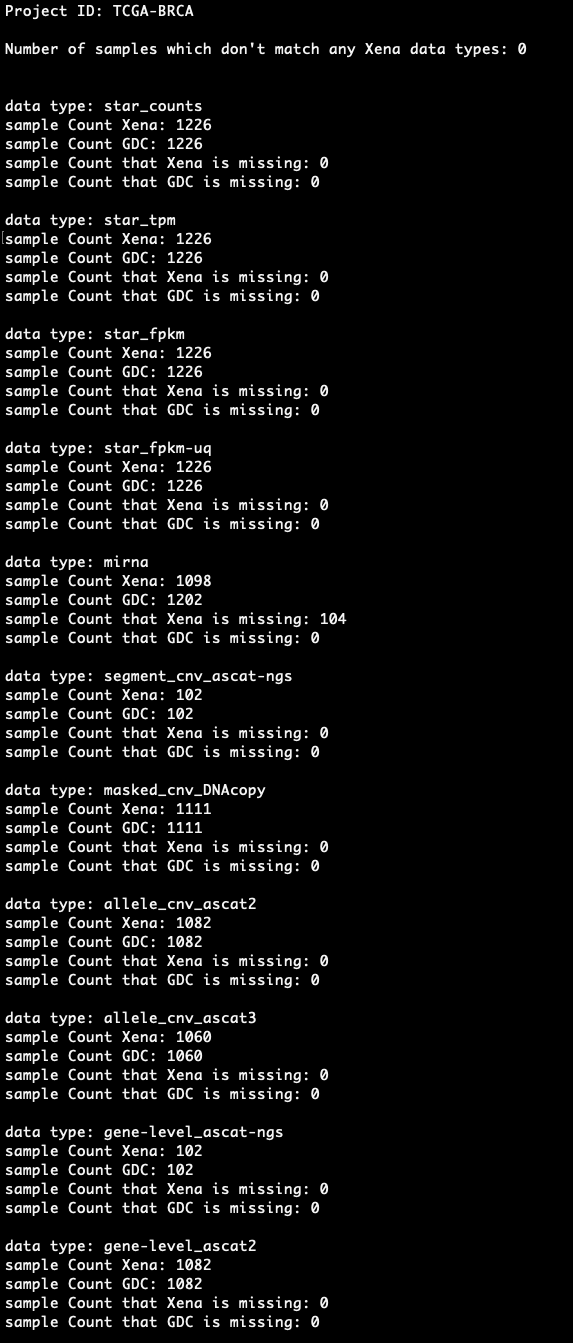 Project ID: TCGA-BRCA
Number of samples which don't match any Xena data types: 0
data type: star_counts
sample Count Xena: 1226
sample Count GDC: 1226
sample Count that Xena is missing: 0
sample Count that GDC is missing: 0
data type: star_tpm
sample Count Xena: 1226
sample Count GDC: 1226
sample Count that Xena is missing: 0
sample Count that GDC is missing: 0
data type: star_fpkm
sample Count Xena: 1226
sample Count GDC: 1226
sample Count that Xena is missing: 0
sample Count that GDC is missing: 0
data type: star_fpkm-uq
sample Count Xena: 1226
sample Count GDC: 1226
sample Count that Xena is missing: 0
sample Count that GDC is missing: 0
data type: mirna
sample Count Xena: 1098
sample Count GDC: 1202
sample Count that Xena is missing: 104
sample Count that GDC is missing: 0
data type: segment_cnv_ascat-ngs
sample Count Xena: 102
sample Count GDC: 102
sample Count that Xena is missing: 0
sample Count that GDC is missing: 0
data type: masked_cnv_DNAcopy
sample Count Xena: 1111
sample Count GDC: 1111
sample Count that Xena is missing: 0
sample Count that GDC is missing: 0
data type: allele_cnv_ascat2
sample Count Xena: 1082
sample Count GDC: 1082
sample Count that Xena is missing: 0
sample Count that GDC is missing: 0
data type: allele_cnv_ascat3
sample Count Xena: 1060
sample Count GDC: 1060
sample Count that Xena is missing: 0
sample Count that GDC is missing: 0
data type: gene-level_ascat-ngs
sample Count Xena: 102
sample Count GDC: 102
sample Count that Xena is missing: 0
sample Count that GDC is missing: 0
data type: gene-level_ascat2
sample Count Xena: 1082
sample Count GDC: 1082
sample Count that Xena is missing: 0
sample Count that GDC is missing: 0